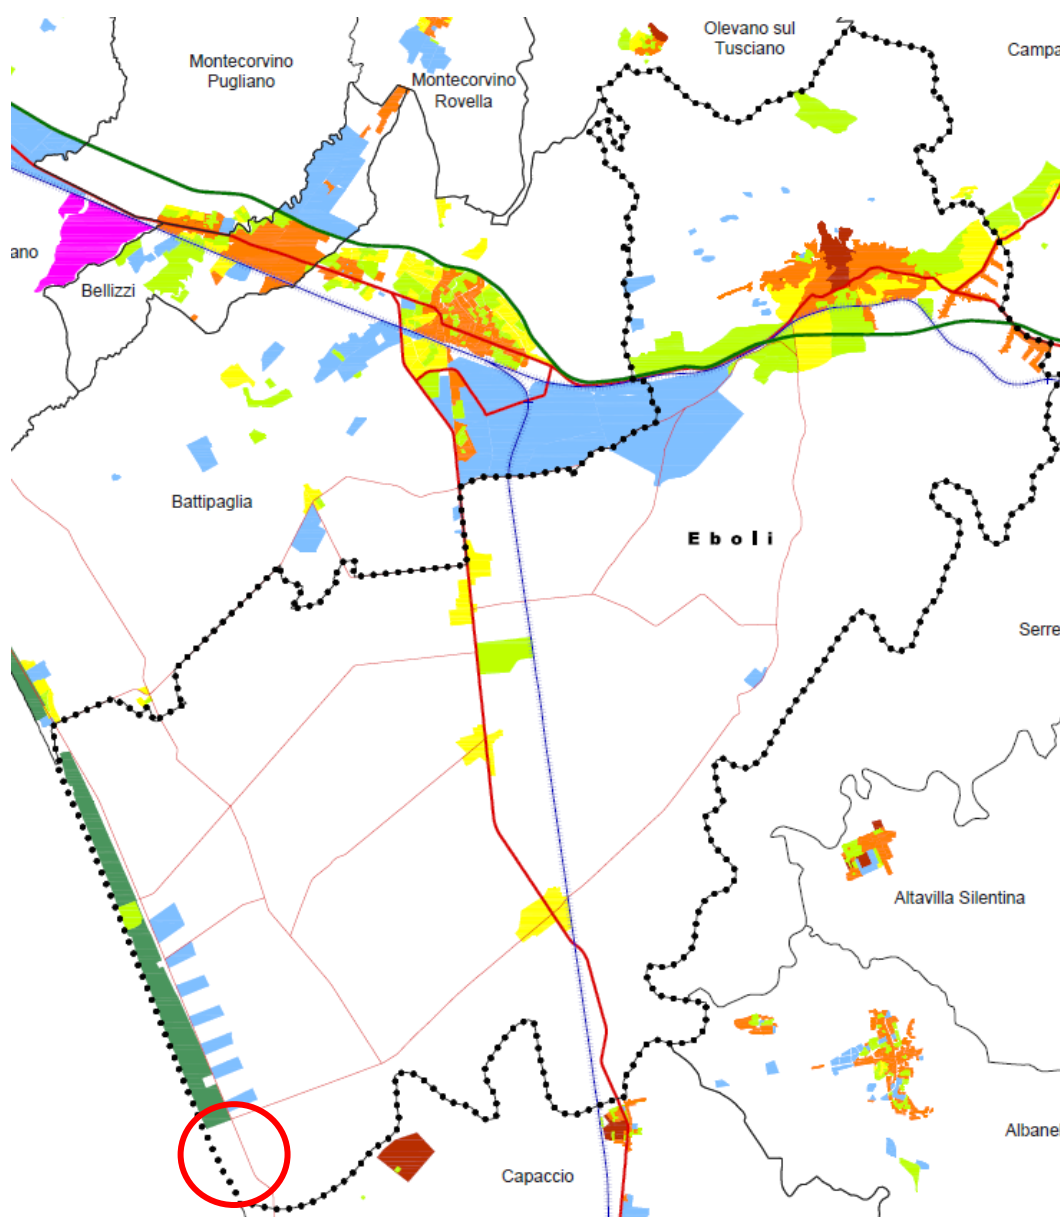 Olevano sul
Tusciano
Campa
Montecorvino
Pugliano
Montecorvino
Rovella
ano
Bellizzi
Battipaglia
Eboli
Serre
Altavilla Silentina
Albanel
Capaccio